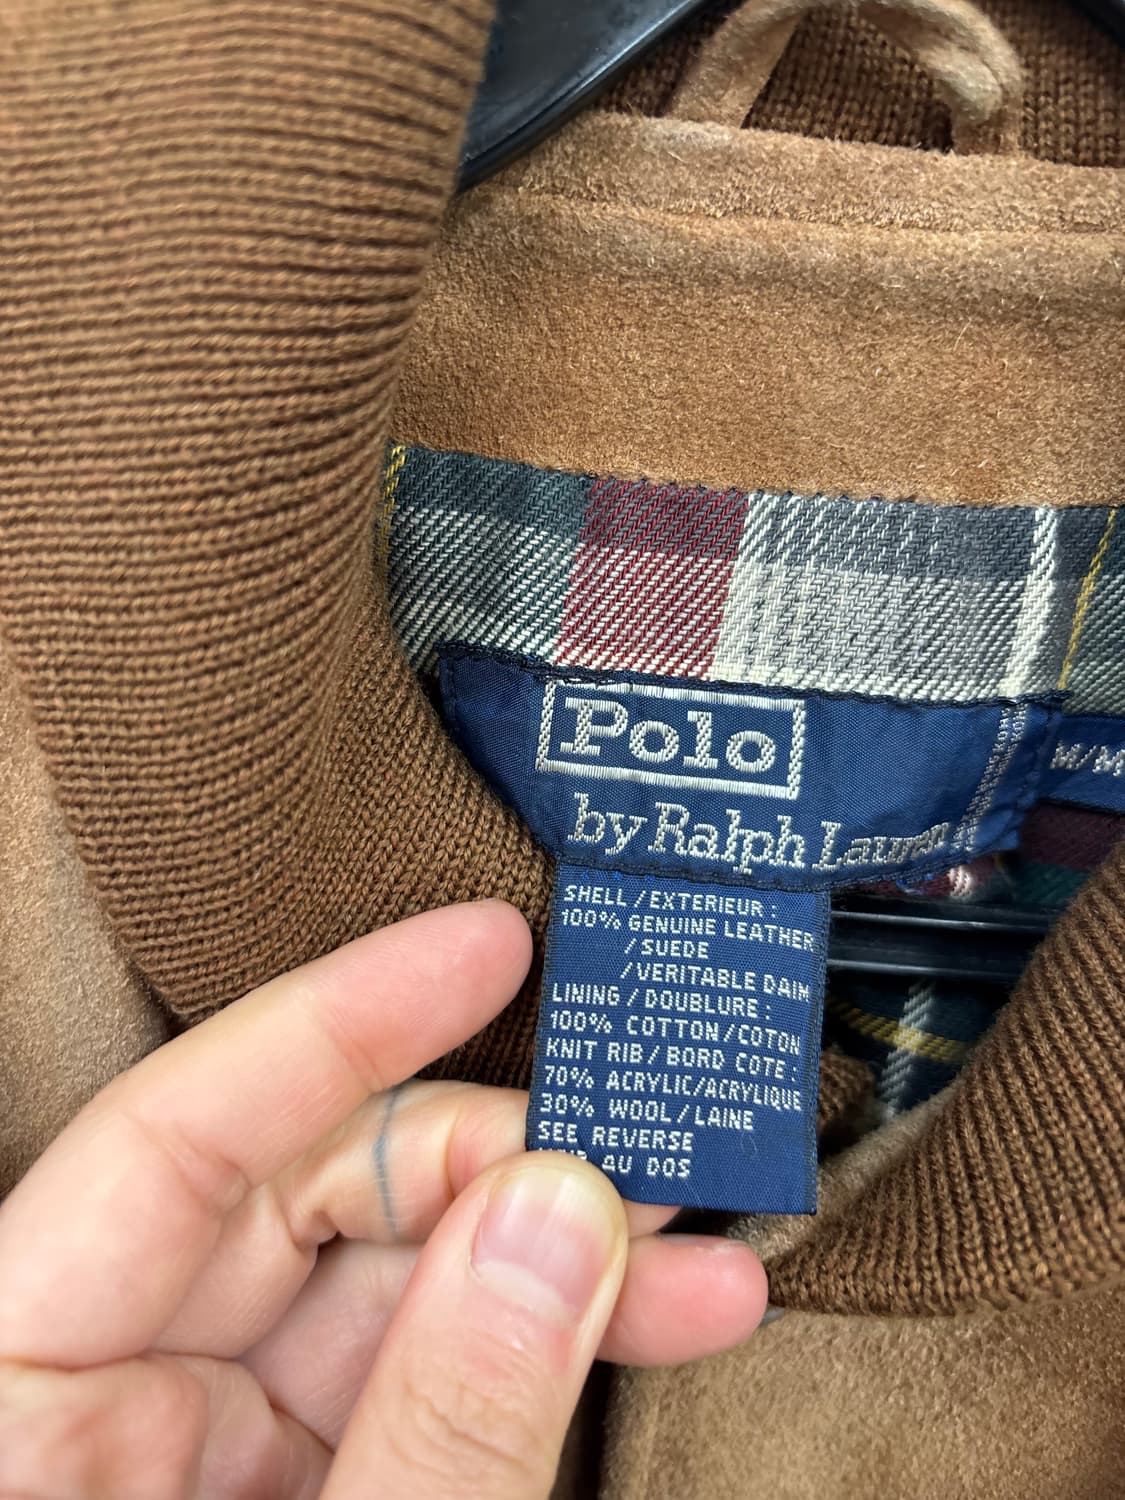 Polo
by Ralph Lauren
W/M
SHELL/EXTERIEUR:
100% GENUINE LEATHER
/SUEDE
/VERITABLE DAIM
LINING/DOUBLURE:
100% COTTON/COTON
KNIT RIB/BORD COTE:
70% ACRYLIC/ACRYLIQUE
30% WOOL/LAINE
SEE REVERSE
AU DOS